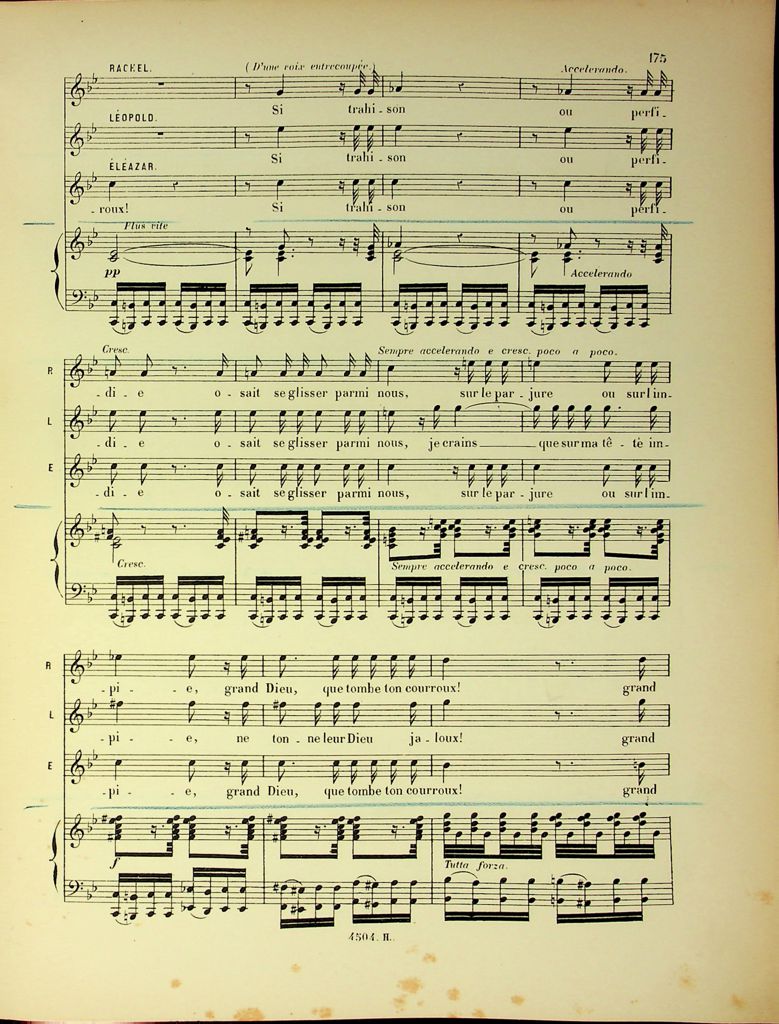 175
RACHEL. (D'une voix entrecoupée.) Accelerando.
Si trahi - son ou perfi -
LÉOPOLD.
Si trahi - son ou perfi -
ÉLÉAZAR.
- roux! Si trahi - son ou perfi -
Plus vite
pp Accelerando
Cresc. Sempre accelerando e cresc. poco a poco.
R
- di - e o - sait se glisser parmi nous, sur le par - jure ou sur l'im -
L
- di - e o - sait se glisser parmi nous, je crains que sur ma tê - te im -
E
- di - e o - sait se glisser parmi nous, sur le par - jure ou sur l'im -
Cresc. Sempre accelerando e cresc. poco a poco.
R
- pi - e, grand Dieu, que tombe ton courroux! grand
L
- pi - e, ne ton - ne leur Dieu ja - loux! grand
E
- pi - e, grand Dieu, que tombe ton courroux! grand
f Tutta forza.
4504. H.